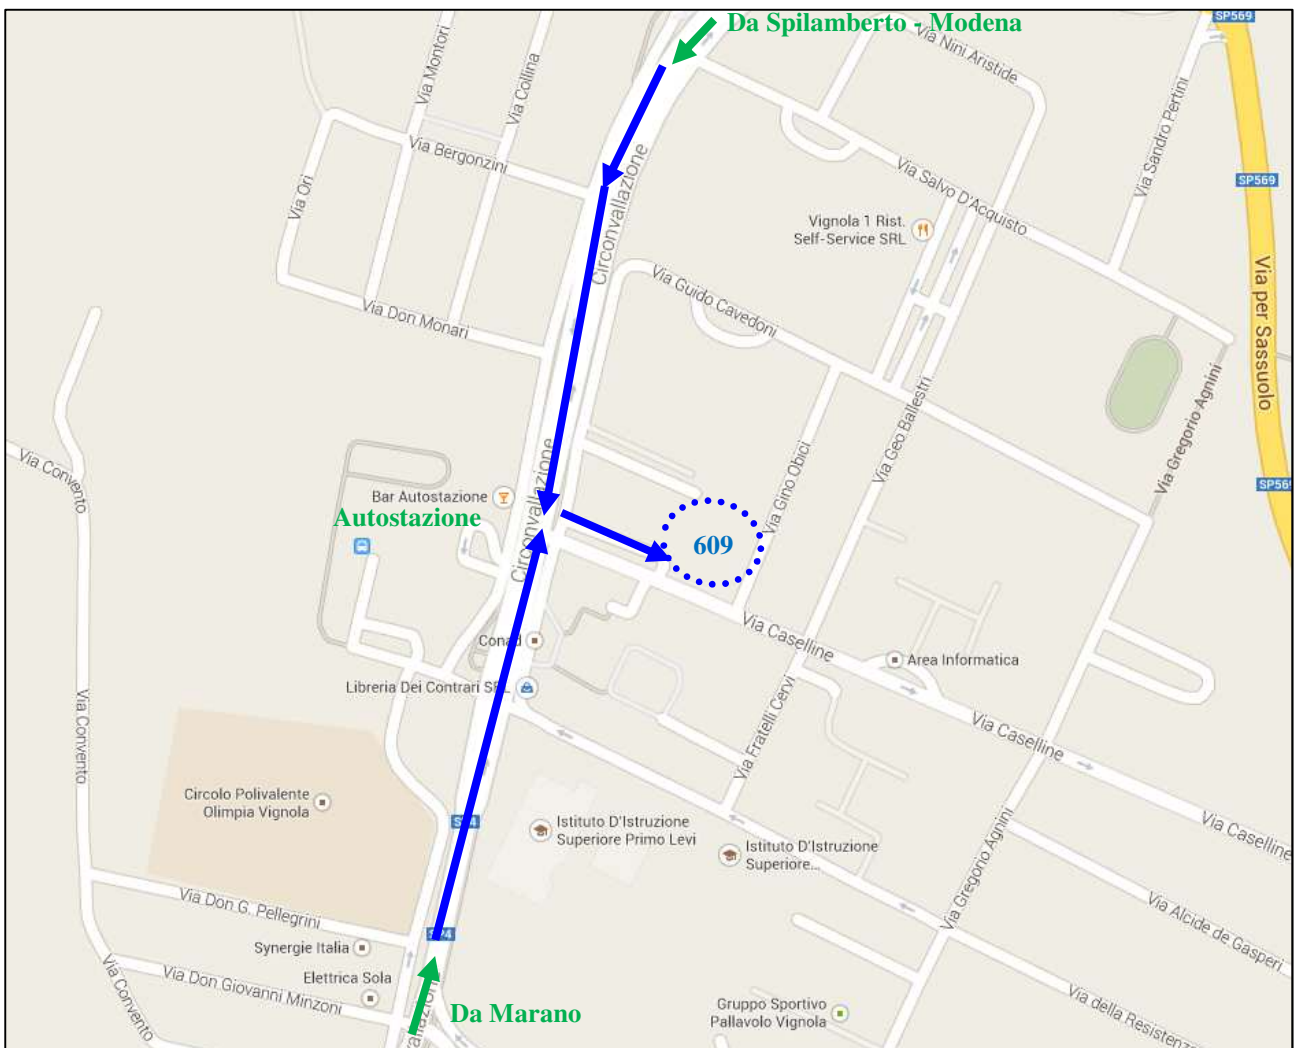 Da Spilamberto - Modena
SP569
Via Nini Aristide
Via Montori
Via Collina
Via Sandro Pertini
Via Bergonzini
Circonvallazione
Via Salvo D'Acquisto
SP569
Via Ori
Vignola 1 Rist.
Self-Service SRL
Via Guido Cavedoni
Via per Sassuolo
Via Don Monari
Via Gregorio Agnini
Via Geo Ballestri
Via Convento
Circonvallazione
Via Gino Obici
Bar Autostazione
SP569
Autostazione
609
Via Caselline
Conad
Area Informatica
Libreria Dei Contrari SRL
Via Convento
Via Fratelli Cervi
Via Caselline
Circolo Polivalente
Olimpia Vignola
Istituto D'Istruzione
Superiore Primo Levi
Istituto D'Istruzione
Superiore...
Via Caselline
Via Gregorio Agnini
Via Don G. Pellegrini
Via Alcide de Gasperi
Synergie Italia
Via Don Giovanni Minzoni
Elettrica Sola
Via Convento
Da Marano
Gruppo Sportivo
Pallavolo Vignola
Via della Resistenza